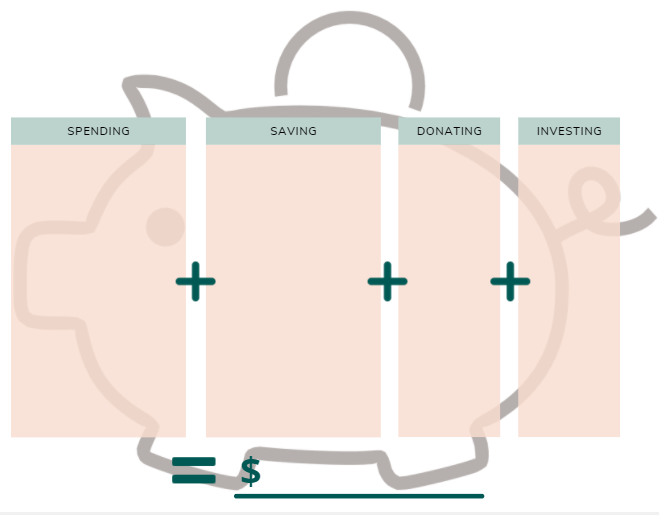 SPENDING
SAVING
DONATING
INVESTING
+ + +
= $